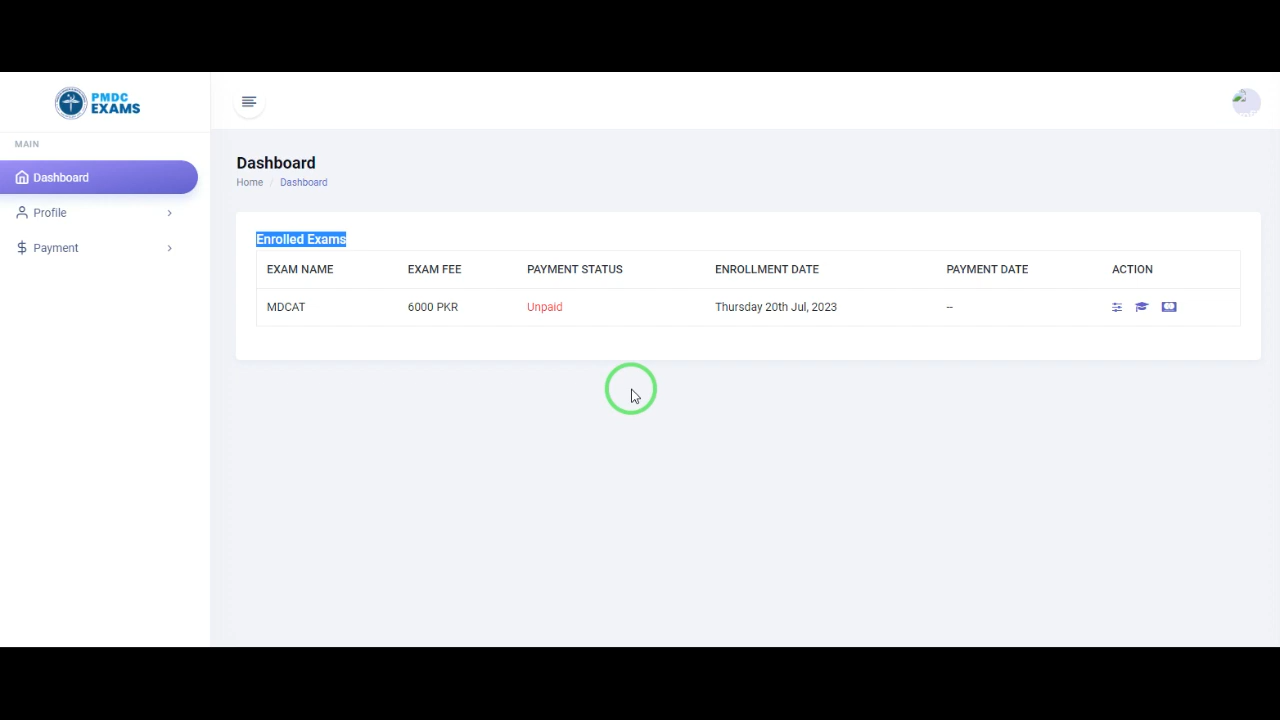 PMDC
EXAMS
MAIN
Dashboard
Profile
Payment
Dashboard
Home / Dashboard
Enrolled Exams
EXAM NAME EXAM FEE PAYMENT STATUS ENROLLMENT DATE PAYMENT DATE ACTION
MDCAT 6000 PKR Unpaid Thursday 20th Jul, 2023 --